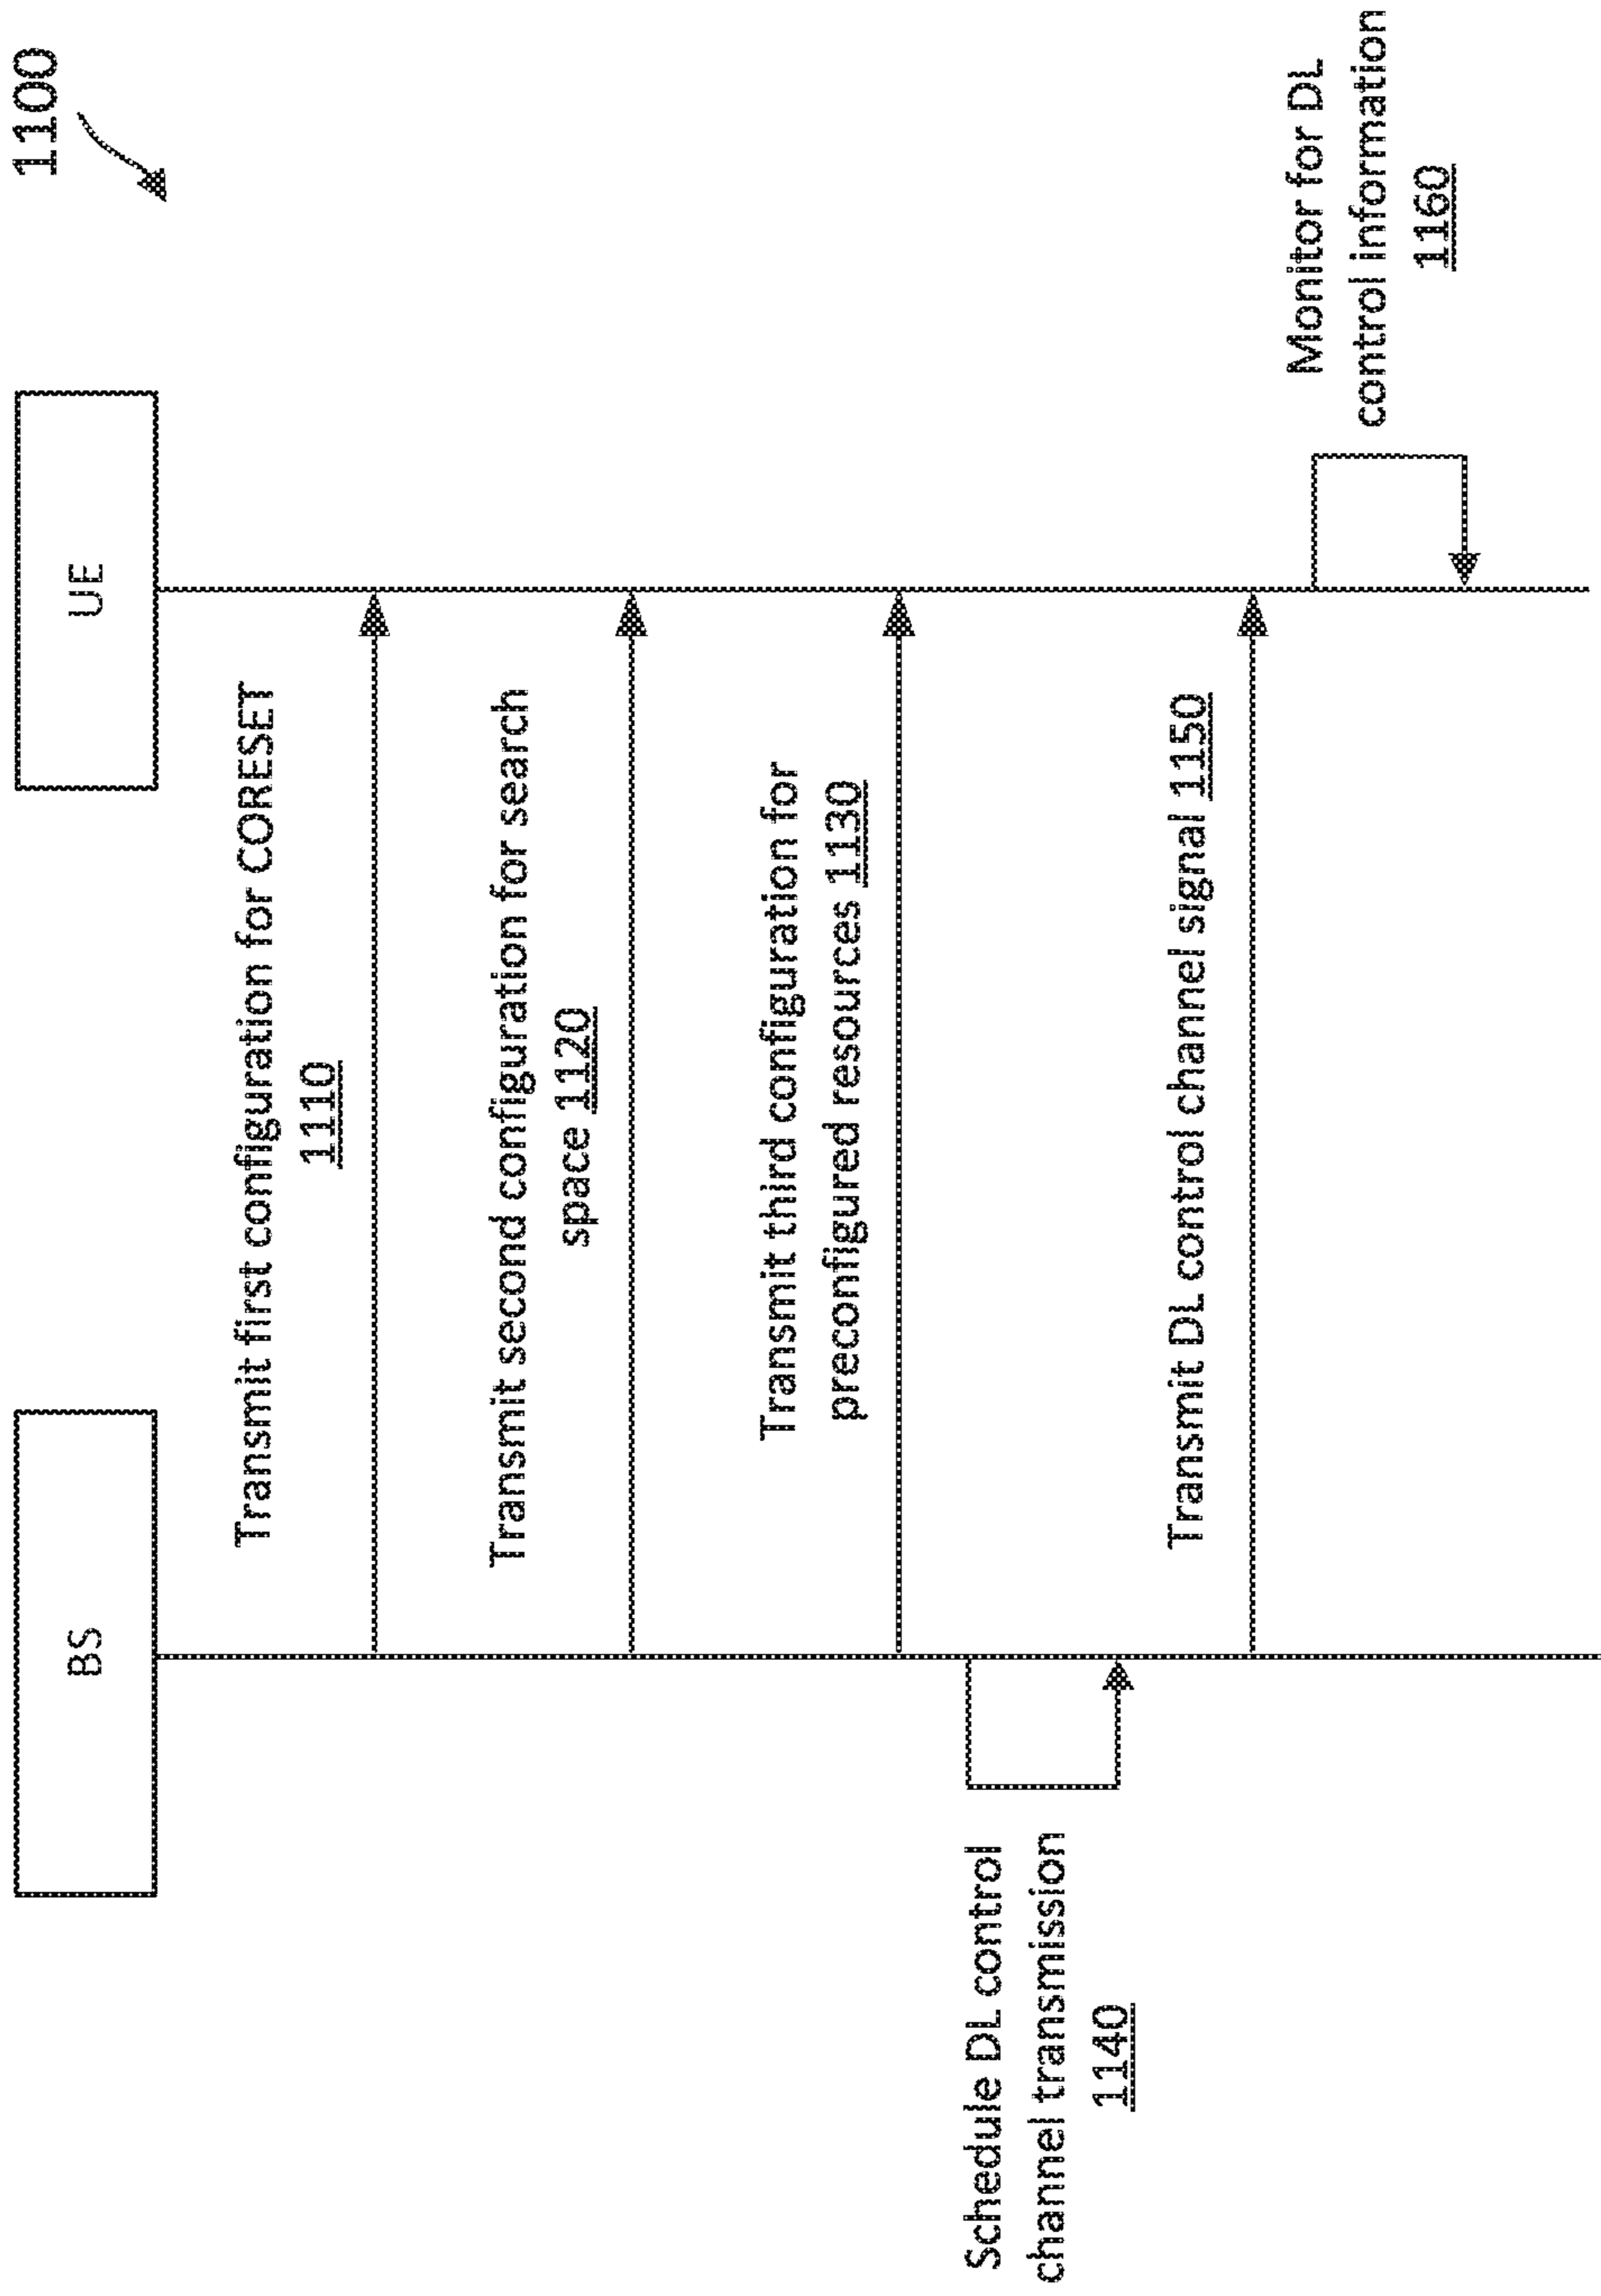 1100
BS
UE
Transmit first configuration for CORESET
1110
Transmit second configuration for search
space 1120
Transmit third configuration for
preconfigured resources 1130
Schedule DL control
channel transmission
1140
Transmit DL control channel signal 1150
Monitor for DL
control information
1160